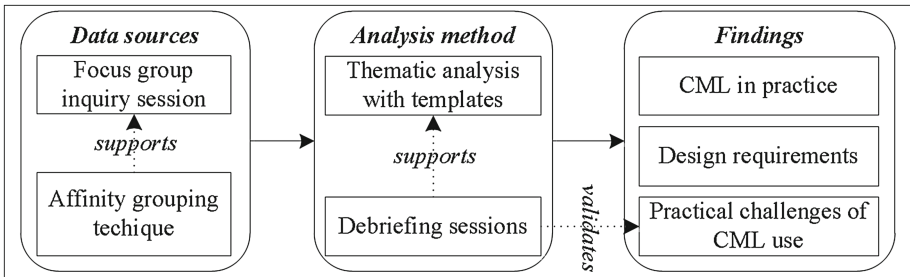 Data sources
Focus group
inquiry session
supports
Affinity grouping
techique
Analysis method
Thematic analysis
with templates
supports
Debriefing sessions
validates
Findings
CML in practice
Design requirements
Practical challenges of
CML use